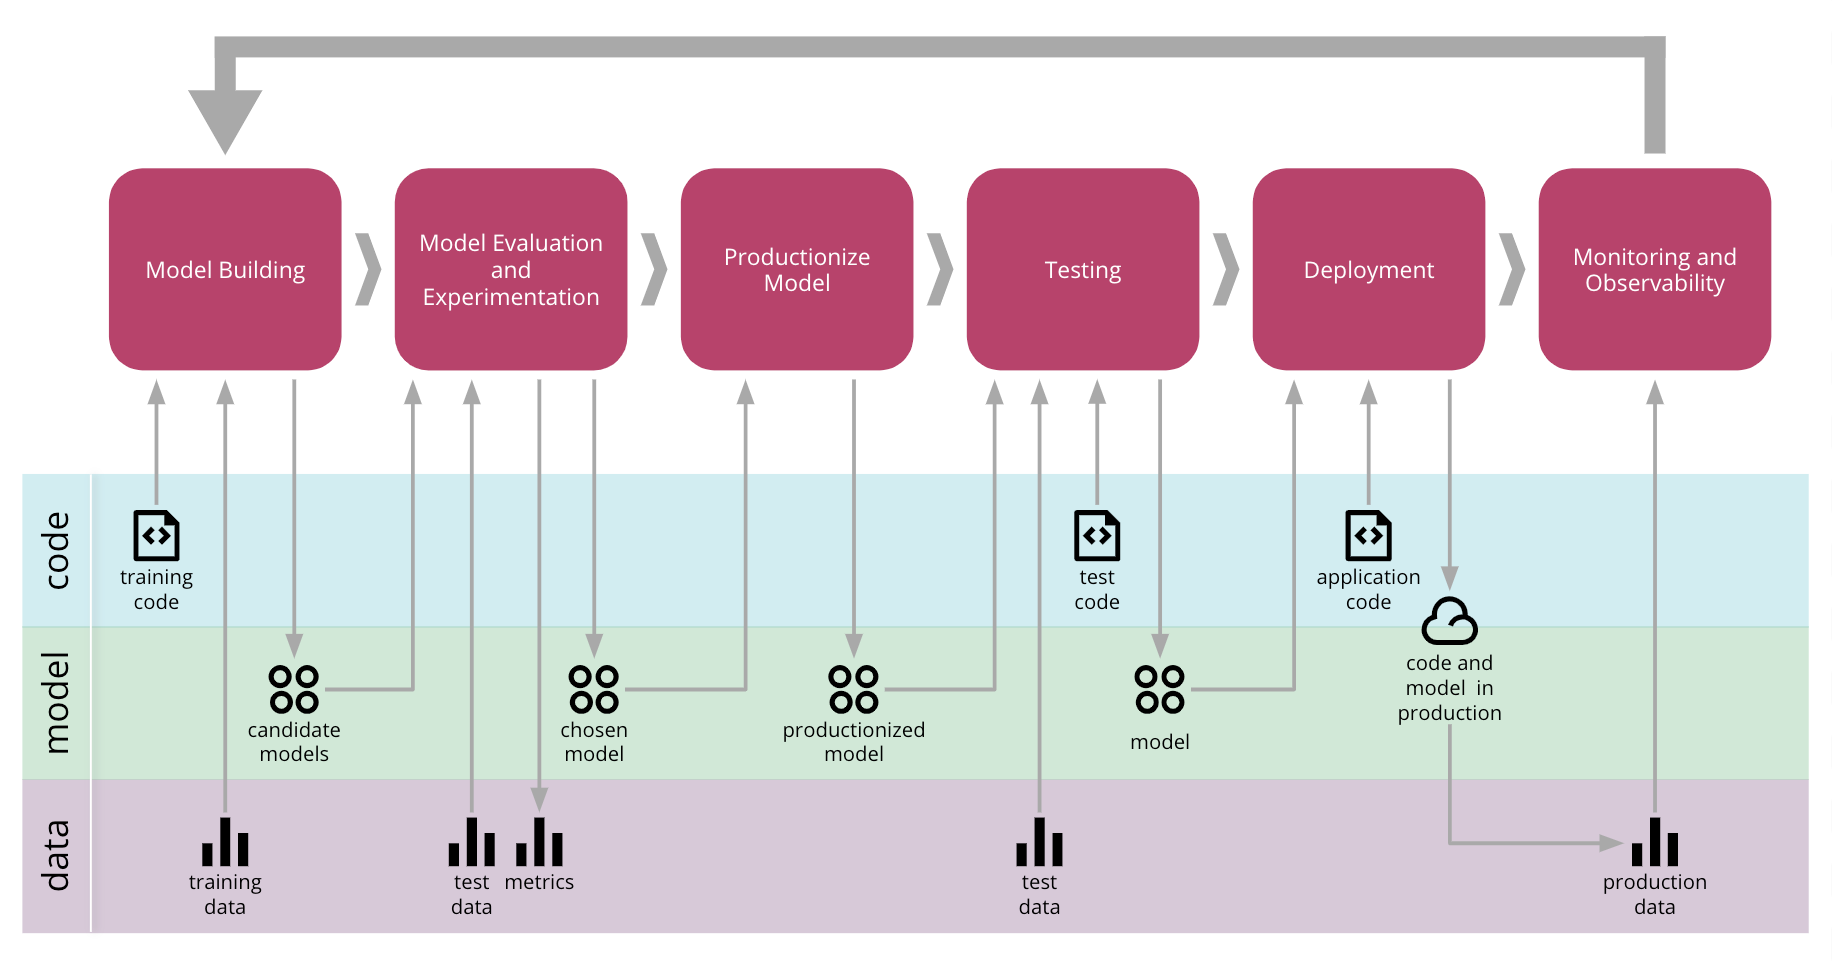 Model Building
Model Evaluation
and
Experimentation
Productionize
Model
Testing
Deployment
Monitoring and
Observability
code
training
code
test
code
application
code
model
candidate
models
chosen
model
productionized
model
model
code and
model in
production
data
training
data
test
data
metrics
test
data
production
data